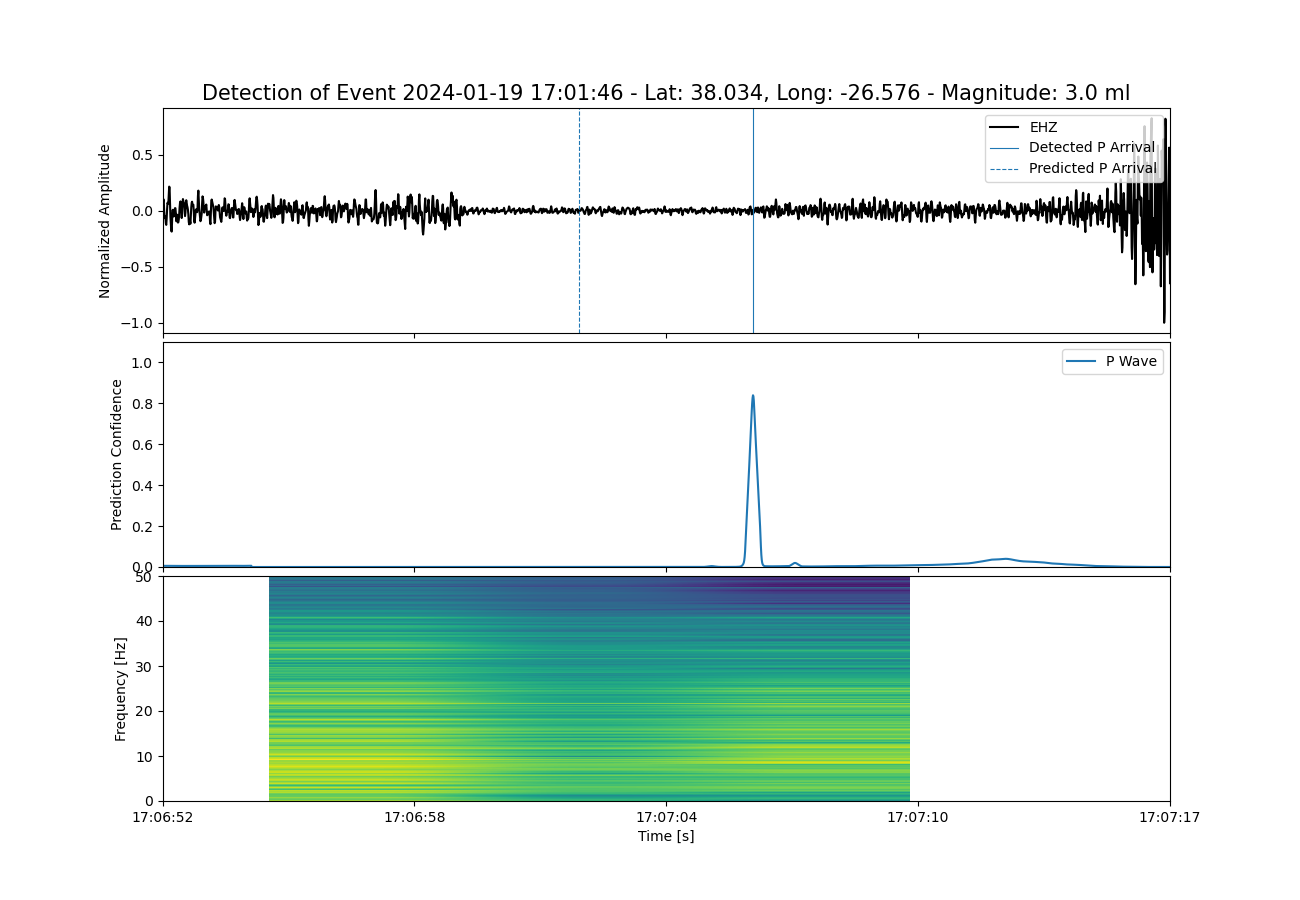 Detection of Event 2024-01-19 17:01:46 - Lat: 38.034, Long: -26.576 - Magnitude: 3.0 ml
Normalized Amplitude
0.5
0.0
−0.5
−1.0
EHZ
Detected P Arrival
Predicted P Arrival
Prediction Confidence
1.0
0.8
0.6
0.4
0.2
0.0
P Wave
Frequency [Hz]
50
40
30
20
10
0
17:06:52
17:06:58
17:07:04
17:07:10
17:07:17
Time [s]